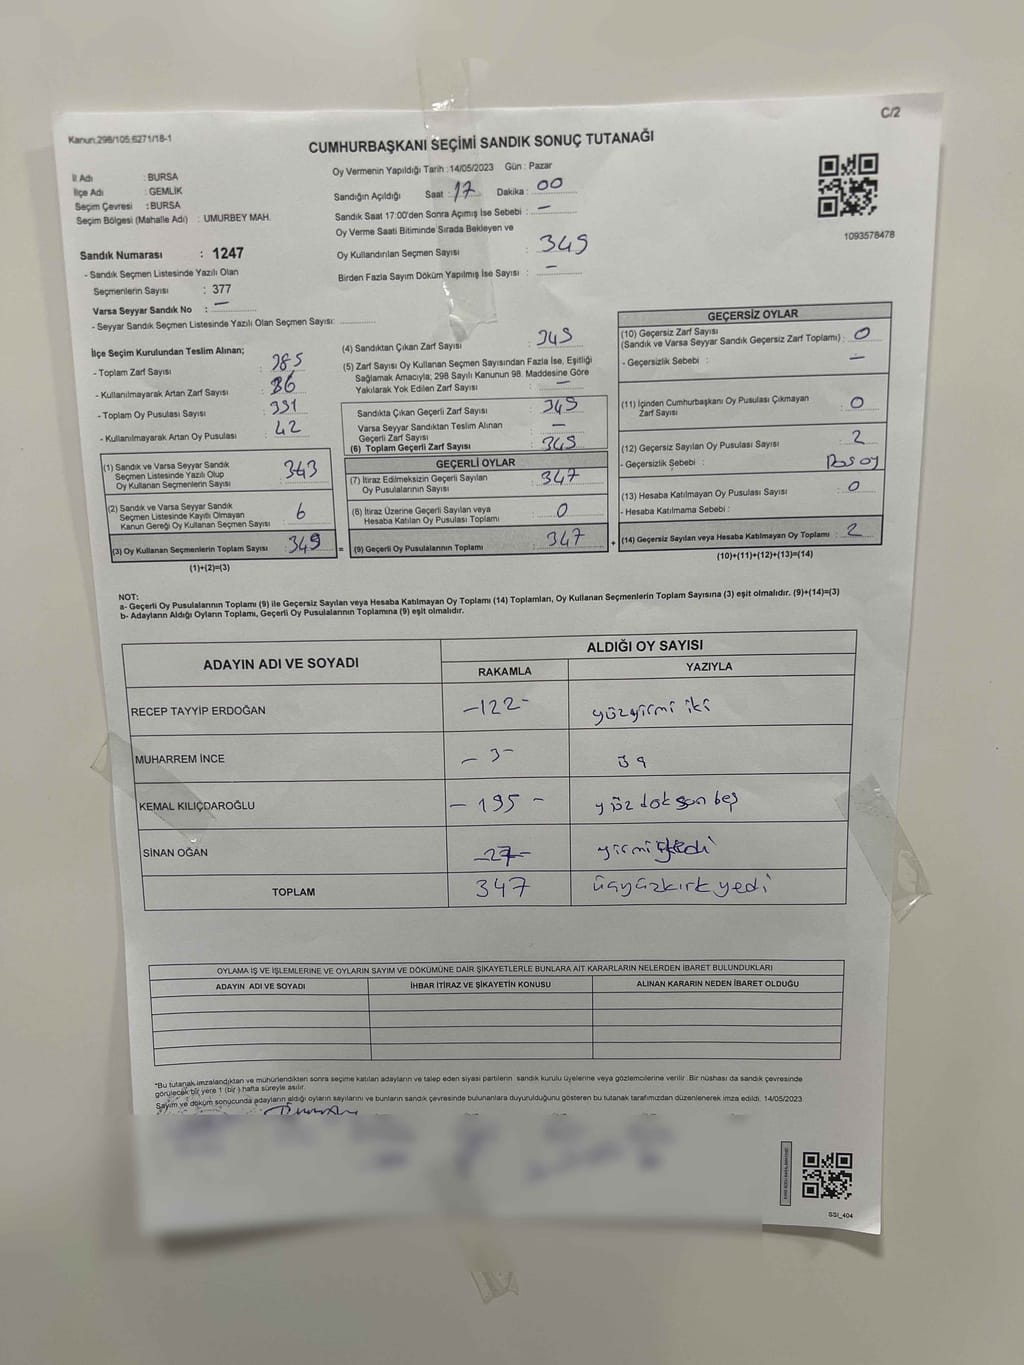 C/2
Kanun:298/105;6271/18-1
CUMHURBAŞKANI SEÇİMİ SANDIK SONUÇ TUTANAĞI
İl Adı : BURSA
İlçe Adı : GEMLİK
Seçim Çevresi : BURSA
Seçim Bölgesi (Mahalle Adı) : UMURBEY MAH.
Sandık Numarası : 1247
- Sandık Seçmen Listesinde Yazılı Olan
Seçmenlerin Sayısı : 377
Varsa Seyyar Sandık No : —
- Seyyar Sandık Seçmen Listesinde Yazılı Olan Seçmen Sayısı:
Oy Vermenin Yapıldığı Tarih :14/05/2023 Gün : Pazar
Sandığın Açıldığı Saat : 17 Dakika : 00
Sandık Saat 17:00'den Sonra Açımış İse Sebebi : —
Oy Verme Saati Bitiminde Sırada Bekleyen ve
Oy Kullandırılan Seçmen Sayısı : 349
Birden Fazla Sayım Döküm Yapılmış İse Sayısı : —
1093578478
İlçe Seçim Kurulundan Teslim Alınan;
- Toplam Zarf Sayısı : 385
- Kullanılmayarak Artan Zarf Sayısı : 36
- Toplam Oy Pusulası Sayısı : 391
- Kullanılmayarak Artan Oy Pusulası : 42
(1) Sandık ve Varsa Seyyar Sandık
Seçmen Listesinde Yazılı Olup
Oy Kullanan Seçmenlerin Sayısı 343
(2) Sandık ve Varsa Seyyar Sandık
Seçmen Listesinde Kayıtlı Olmayan
Kanun Gereği Oy Kullanan Seçmen Sayısı 6
(3) Oy Kullanan Seçmenlerin Toplam Sayısı 349 =
(1)+(2)=(3)
(4) Sandıktan Çıkan Zarf Sayısı : 349
(5) Zarf Sayısı Oy Kullanan Seçmen Sayısından Fazla İse, Eşitliği
Sağlamak Amacıyla; 298 Sayılı Kanunun 98. Maddesine Göre
Yakılarak Yok Edilen Zarf Sayısı : —
Sandıkta Çıkan Geçerli Zarf Sayısı : 349
Varsa Seyyar Sandıktan Teslim Alınan
Geçerli Zarf Sayısı : —
(6) Toplam Geçerli Zarf Sayısı : 349
GEÇERLİ OYLAR
(7) İtiraz Edilmeksizin Geçerli Sayılan
Oy Pusulalarının Sayısı : 347
(8) İtiraz Üzerine Geçerli Sayılan veya
Hesaba Katılan Oy Pusulası Toplamı : 0
(9) Geçerli Oy Pusulalarının Toplamı : 347 +
GEÇERSİZ OYLAR
(10) Geçersiz Zarf Sayısı
(Sandık ve Varsa Seyyar Sandık Geçersiz Zarf Toplamı) : 0
- Geçersizlik Sebebi : —
(11) İçinden Cumhurbaşkanı Oy Pusulası Çıkmayan
Zarf Sayısı : 0
(12) Geçersiz Sayılan Oy Pusulası Sayısı : 2
- Geçersizlik Sebebi : Boş oy
(13) Hesaba Katılmayan Oy Pusulası Sayısı : 0
- Hesaba Katılmama Sebebi :
(14) Geçersiz Sayılan veya Hesaba Katılmayan Oy Toplamı : 2
(10)+(11)+(12)+(13)=(14)
NOT:
a- Geçerli Oy Pusulalarının Toplamı (9) ile Geçersiz Sayılan veya Hesaba Katılmayan Oy Toplamı (14) Toplamları, Oy Kullanan Seçmenlerin Toplam Sayısına (3) eşit olmalıdır. (9)+(14)=(3)
b- Adayların Aldığı Oyların Toplamı, Geçerli Oy Pusulalarının Toplamına (9) eşit olmalıdır.
ADAYIN ADI VE SOYADI ALDIĞI OY SAYISI
RAKAMLA YAZIYLA
RECEP TAYYİP ERDOĞAN -122- yüzyirmi iki
MUHARREM İNCE -3- üç
KEMAL KILIÇDAROĞLU -195- yüz doksan beş
SİNAN OĞAN -27- yirmi yedi
TOPLAM 347 üçyüzkırkyedi
OYLAMA İŞ VE İŞLEMLERİNE VE OYLARIN SAYIM VE DÖKÜMÜNE DAİR ŞİKAYETLERLE BUNLARA AİT KARARLARIN NELERDEN İBARET BULUNDUKLARI
ADAYIN ADI VE SOYADI İHBAR İTİRAZ VE ŞİKAYETİN KONUSU ALINAN KARARIN NEDEN İBARET OLDUĞU
*Bu tutanak imzalandıktan ve mühürlendikten sonra seçime katılan adayların ve talep eden siyasi partilerin sandık kurulu üyelerine veya gözlemcilerine verilir. Bir nüshası da sandık çevresinde
görülecek bir yere 1 (bir) hafta süreyle asılır.
Sayım ve döküm sonucunda adayların aldığı oyların sayılarını ve bunların sandık çevresinde bulunanlara duyurulduğunu gösteren bu tutanak tarafımızdan düzenlenerek imza edildi. 14/05/2023
SSI_404